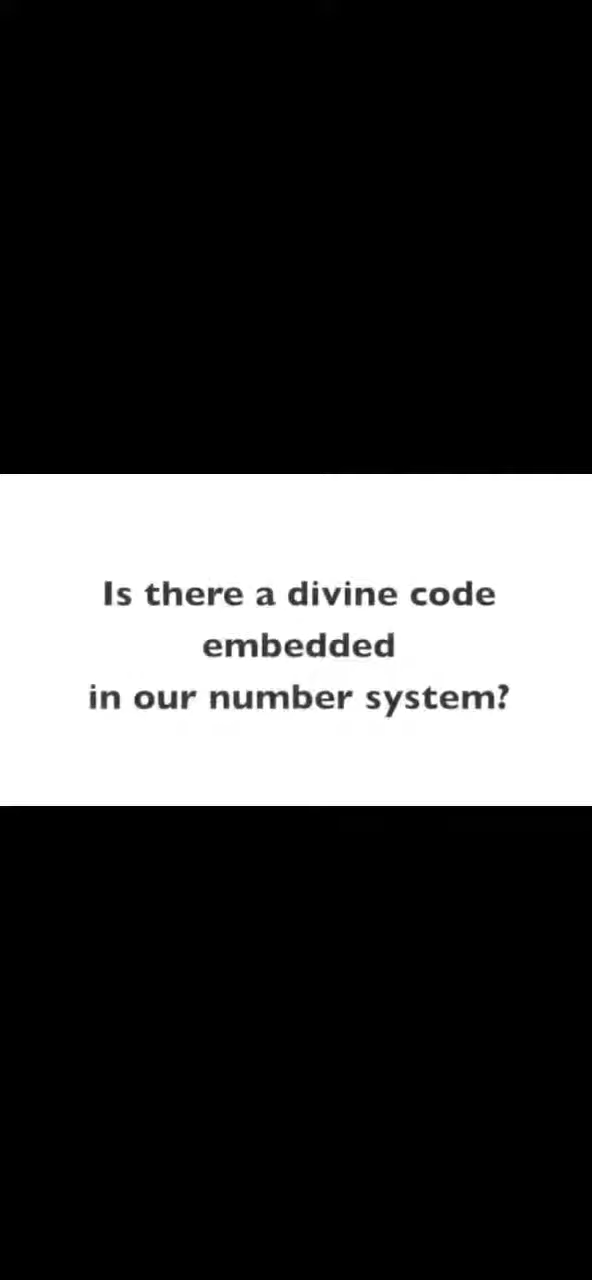 Is there a divine code
embedded
in our number system?